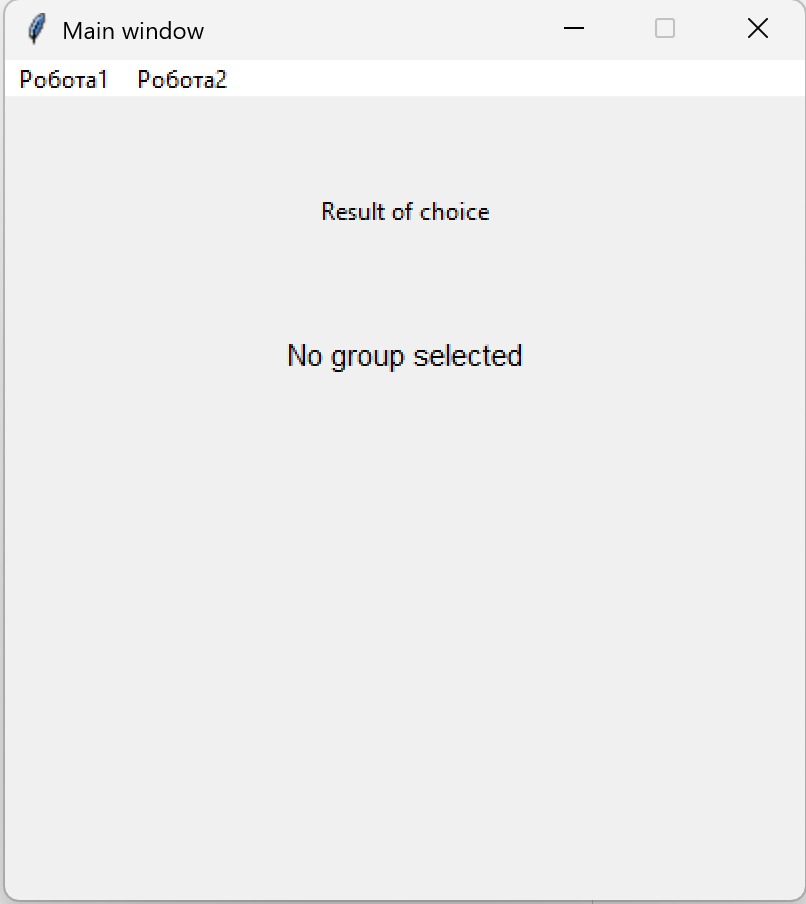 Main window
Робота1 Робота2
Result of choice
No group selected